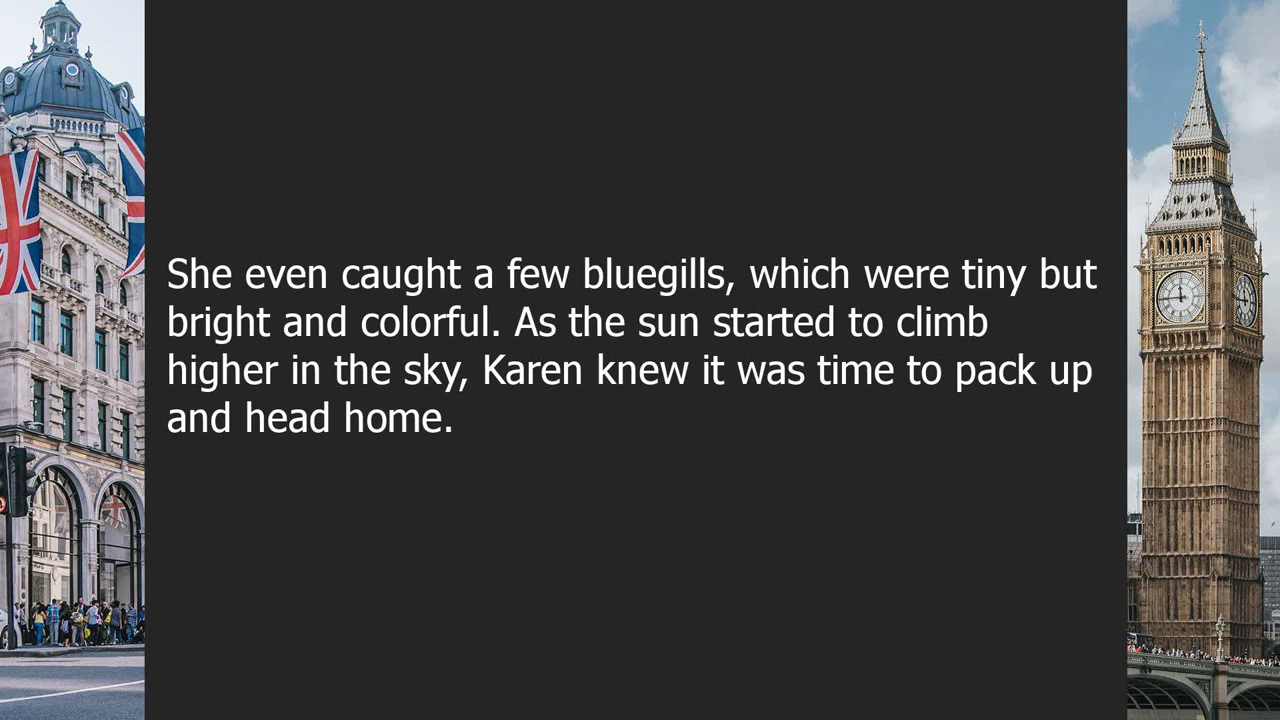 She even caught a few bluegills, which were tiny but
bright and colorful. As the sun started to climb
higher in the sky, Karen knew it was time to pack up
and head home.